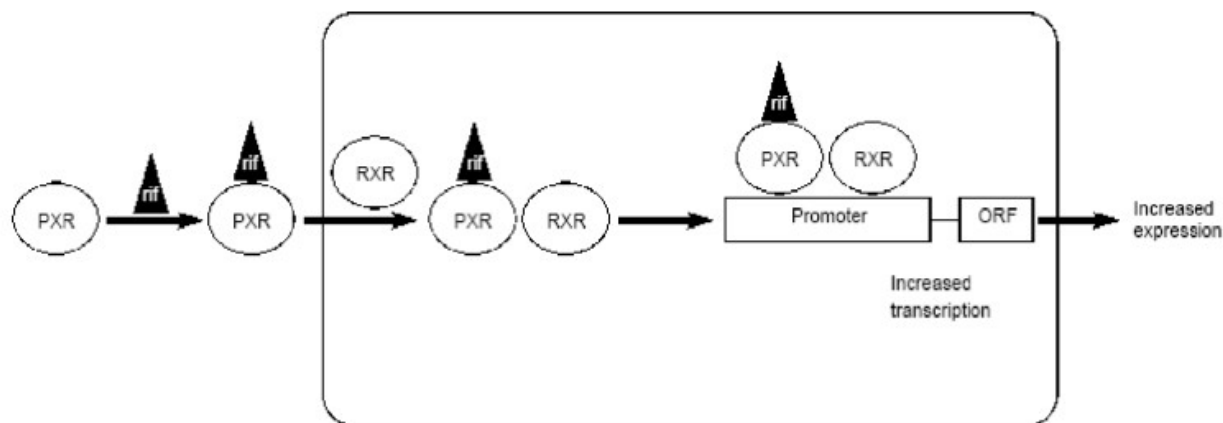 PXR
rif
rif
PXR
RXR
rif
PXR
RXR
rif
PXR
RXR
Promoter
ORF
Increased
transcription
Increased
expression